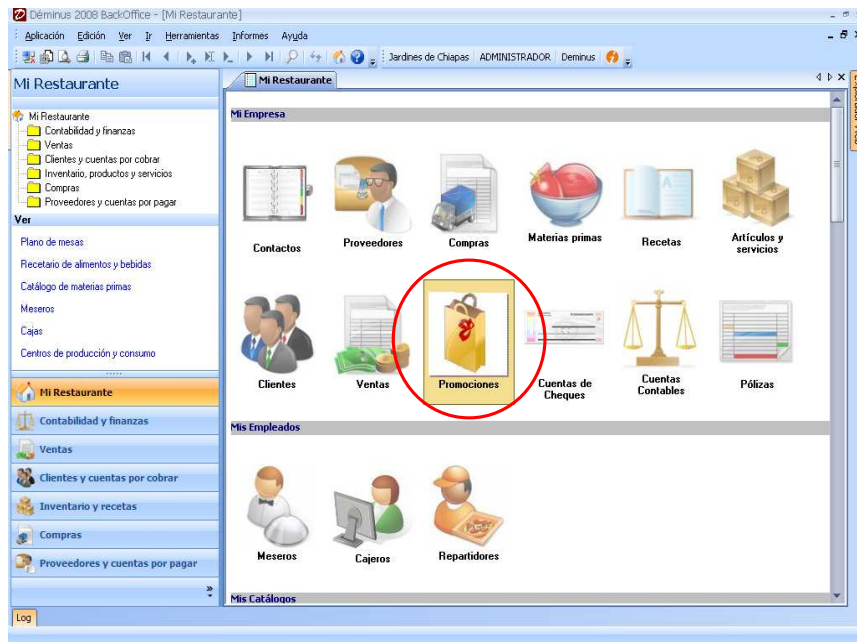 Déminus 2008 BackOffice - [Mi Restaurante]
Aplicación Edición Ver Ir Herramientas Informes Ayuda
Jardines de Chiapas ADMINISTRADOR Deminus
Mi Restaurante
Mi Restaurante
Contabilidad y finanzas
Ventas
Clientes y cuentas por cobrar
Inventario, productos y servicios
Compras
Proveedores y cuentas por pagar
Ver
Plano de mesas
Recetario de alimentos y bebidas
Catálogo de materias primas
Meseros
Cajas
Centros de producción y consumo
Mi Restaurante
Contabilidad y finanzas
Ventas
Clientes y cuentas por cobrar
Inventario y recetas
Compras
Proveedores y cuentas por pagar
Log
Mi Restaurante
Mi Empresa
Contactos
Proveedores
Compras
Materias primas
Recetas
Artículos y
servicios
Clientes
Ventas
Promociones
Cuentas de
Cheques
Cuentas
Contables
Pólizas
Mis Empleados
Meseros
Cajeros
Repartidores
Mis Catálogos